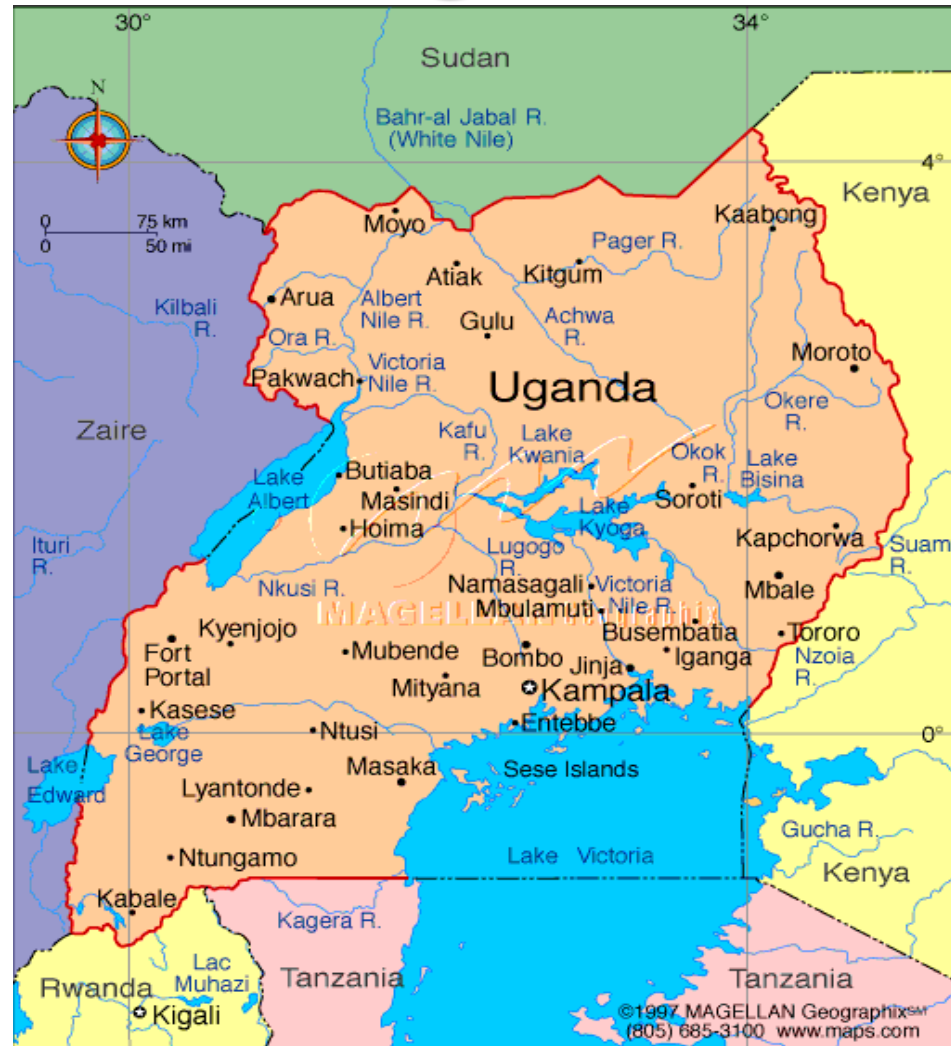 30°
34°
Sudan
N
Bahr-al Jabal R.
(White Nile)
4°
Kenya
0 75 km
0 50 mi
Moyo
Kaabong
Pager R.
Atiak
Kitgum
Kilbali
R.
Arua
Albert
Nile R.
Achwa
R.
Gulu
Ora R.
Victoria
Nile R.
Moroto
Pakwach
Uganda
Okere
R.
Zaire
Kafu
R.
Lake
Kwania
Okok
R.
Lake
Bisina
Butiaba
Lake
Albert
Masindi
Soroti
Lake
Kyoga
Hoima
Kapchorwa
Ituri
R.
Lugogo
R.
Suam
R.
Nkusi R.
Namasagali
Victoria
Nile R.
Mbale
Mbulamuti
MAGELLAN Geographix
Kyenjojo
Busembatia
Tororo
Fort
Portal
Mubende
Bombo
Jinja
Iganga
Nzoia
R.
Mityana
Kampala
Kasese
Entebbe
Lake
George
Ntusi
0°
Lake
Edward
Masaka
Sese Islands
Lyantonde
Mbarara
Gucha R.
Ntungamo
Lake Victoria
Kenya
Kabale
Kagera R.
Lac
Muhazi
Tanzania
Tanzania
Rwanda
Kigali
©1997 MAGELLAN Geographix℠
(805) 685-3100 www.maps.com